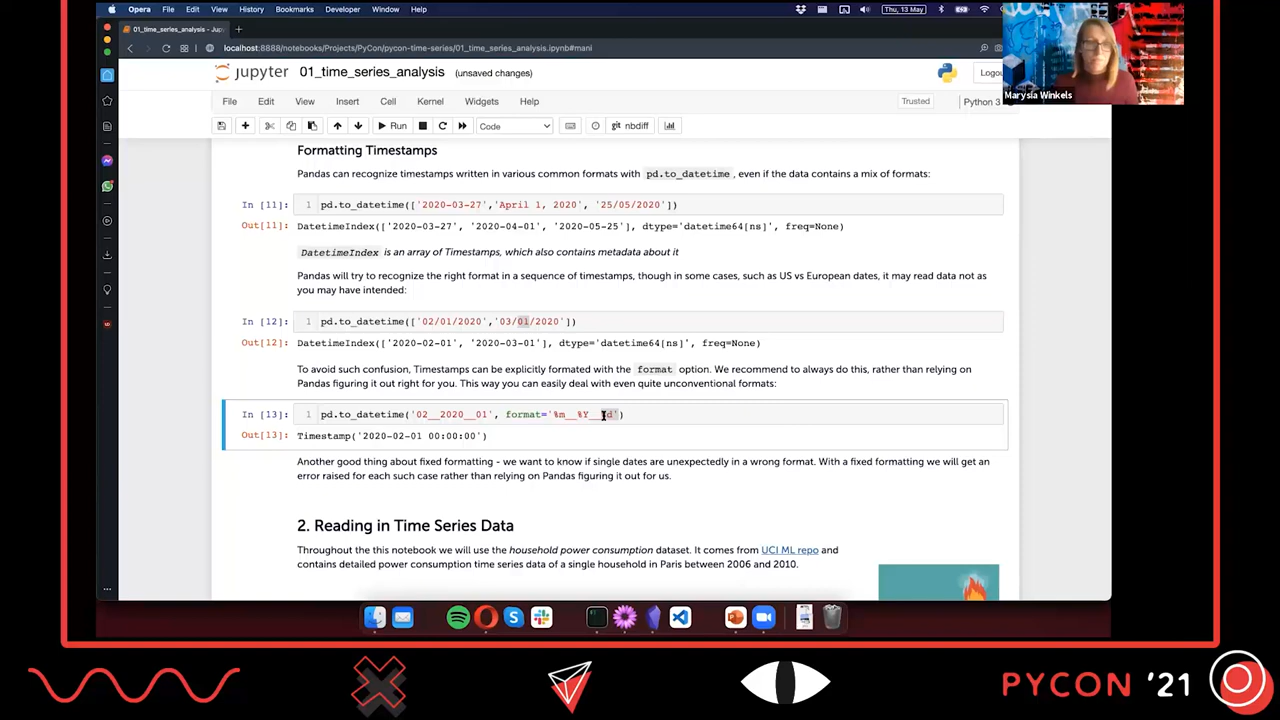 Opera File Edit View History Bookmarks Developer Window Help
Thu, 13 May
01_time_series_analysis - Jup
localhost:8888/notebooks/Projects/PyCon/pycon-time-series/01_time_series_analysis.ipynb#mani
Marysia Winkels
jupyter 01_time_series_analysis (unsaved changes)
Logou
File Edit View Insert Cell Kernel Widgets Help
Trusted
Python 3
Run
Code
git nbdiff
Formatting Timestamps
Pandas can recognize timestamps written in various common formats with pd.to_datetime, even if the data contains a mix of formats:
In [11]: 1 pd.to_datetime(['2020-03-27','April 1, 2020', '25/05/2020'])
Out[11]: DatetimeIndex(['2020-03-27', '2020-04-01', '2020-05-25'], dtype='datetime64[ns]', freq=None)
DatetimeIndex is an array of Timestamps, which also contains metadata about it
Pandas will try to recognize the right format in a sequence of timestamps, though in some cases, such as US vs European dates, it may read data not as
you may have intended:
In [12]: 1 pd.to_datetime(['02/01/2020','03/01/2020'])
Out[12]: DatetimeIndex(['2020-02-01', '2020-03-01'], dtype='datetime64[ns]', freq=None)
To avoid such confusion, Timestamps can be explicitly formatted with the format option. We recommend to always do this, rather than relying on
Pandas figuring it out right for you. This way you can easily deal with even quite unconventional formats:
In [13]: 1 pd.to_datetime('02__2020__01', format='%m__%Y__%d')
Out[13]: Timestamp('2020-02-01 00:00:00')
Another good thing about fixed formatting - we want to know if single dates are unexpectedly in a wrong format. With a fixed formatting we will get an
error raised for each such case rather than relying on Pandas figuring it out for us.
2. Reading in Time Series Data
Throughout the this notebook we will use the household power consumption dataset. It comes from UCI ML repo and
contains detailed power consumption time series data of a single household in Paris between 2006 and 2010.
PYCON '21